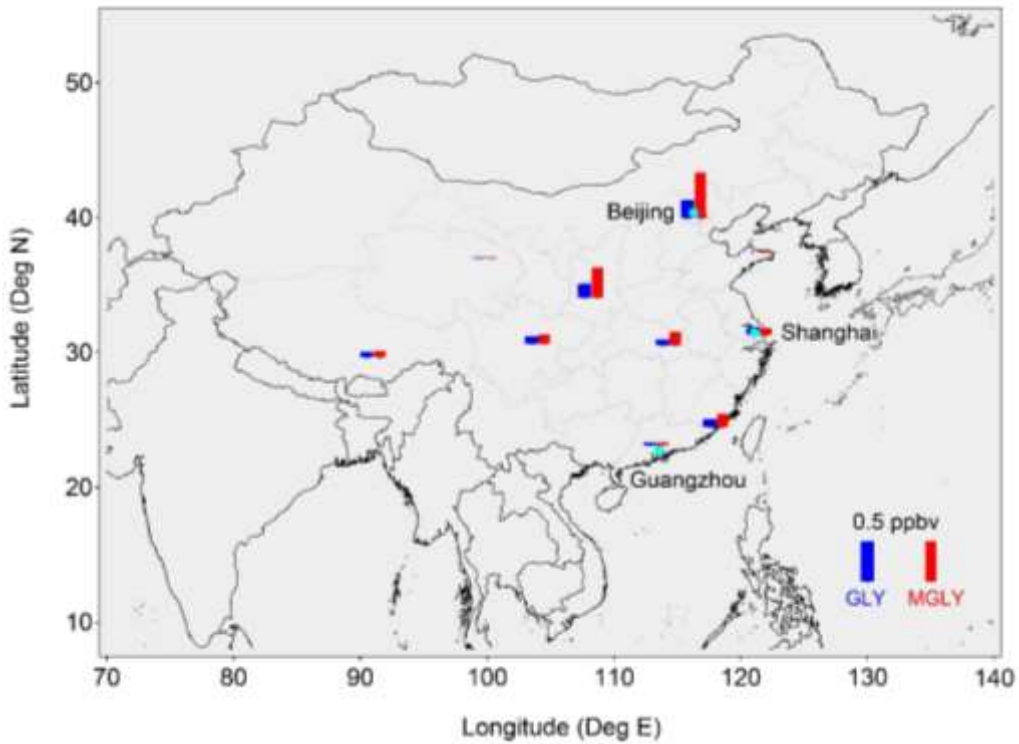 50
40
30
20
10
Latitude (Deg N)
Beijing
Shanghai
Guangzhou
0.5 ppbv
GLY MGLY
70 80 90 100 110 120 130 140
Longitude (Deg E)